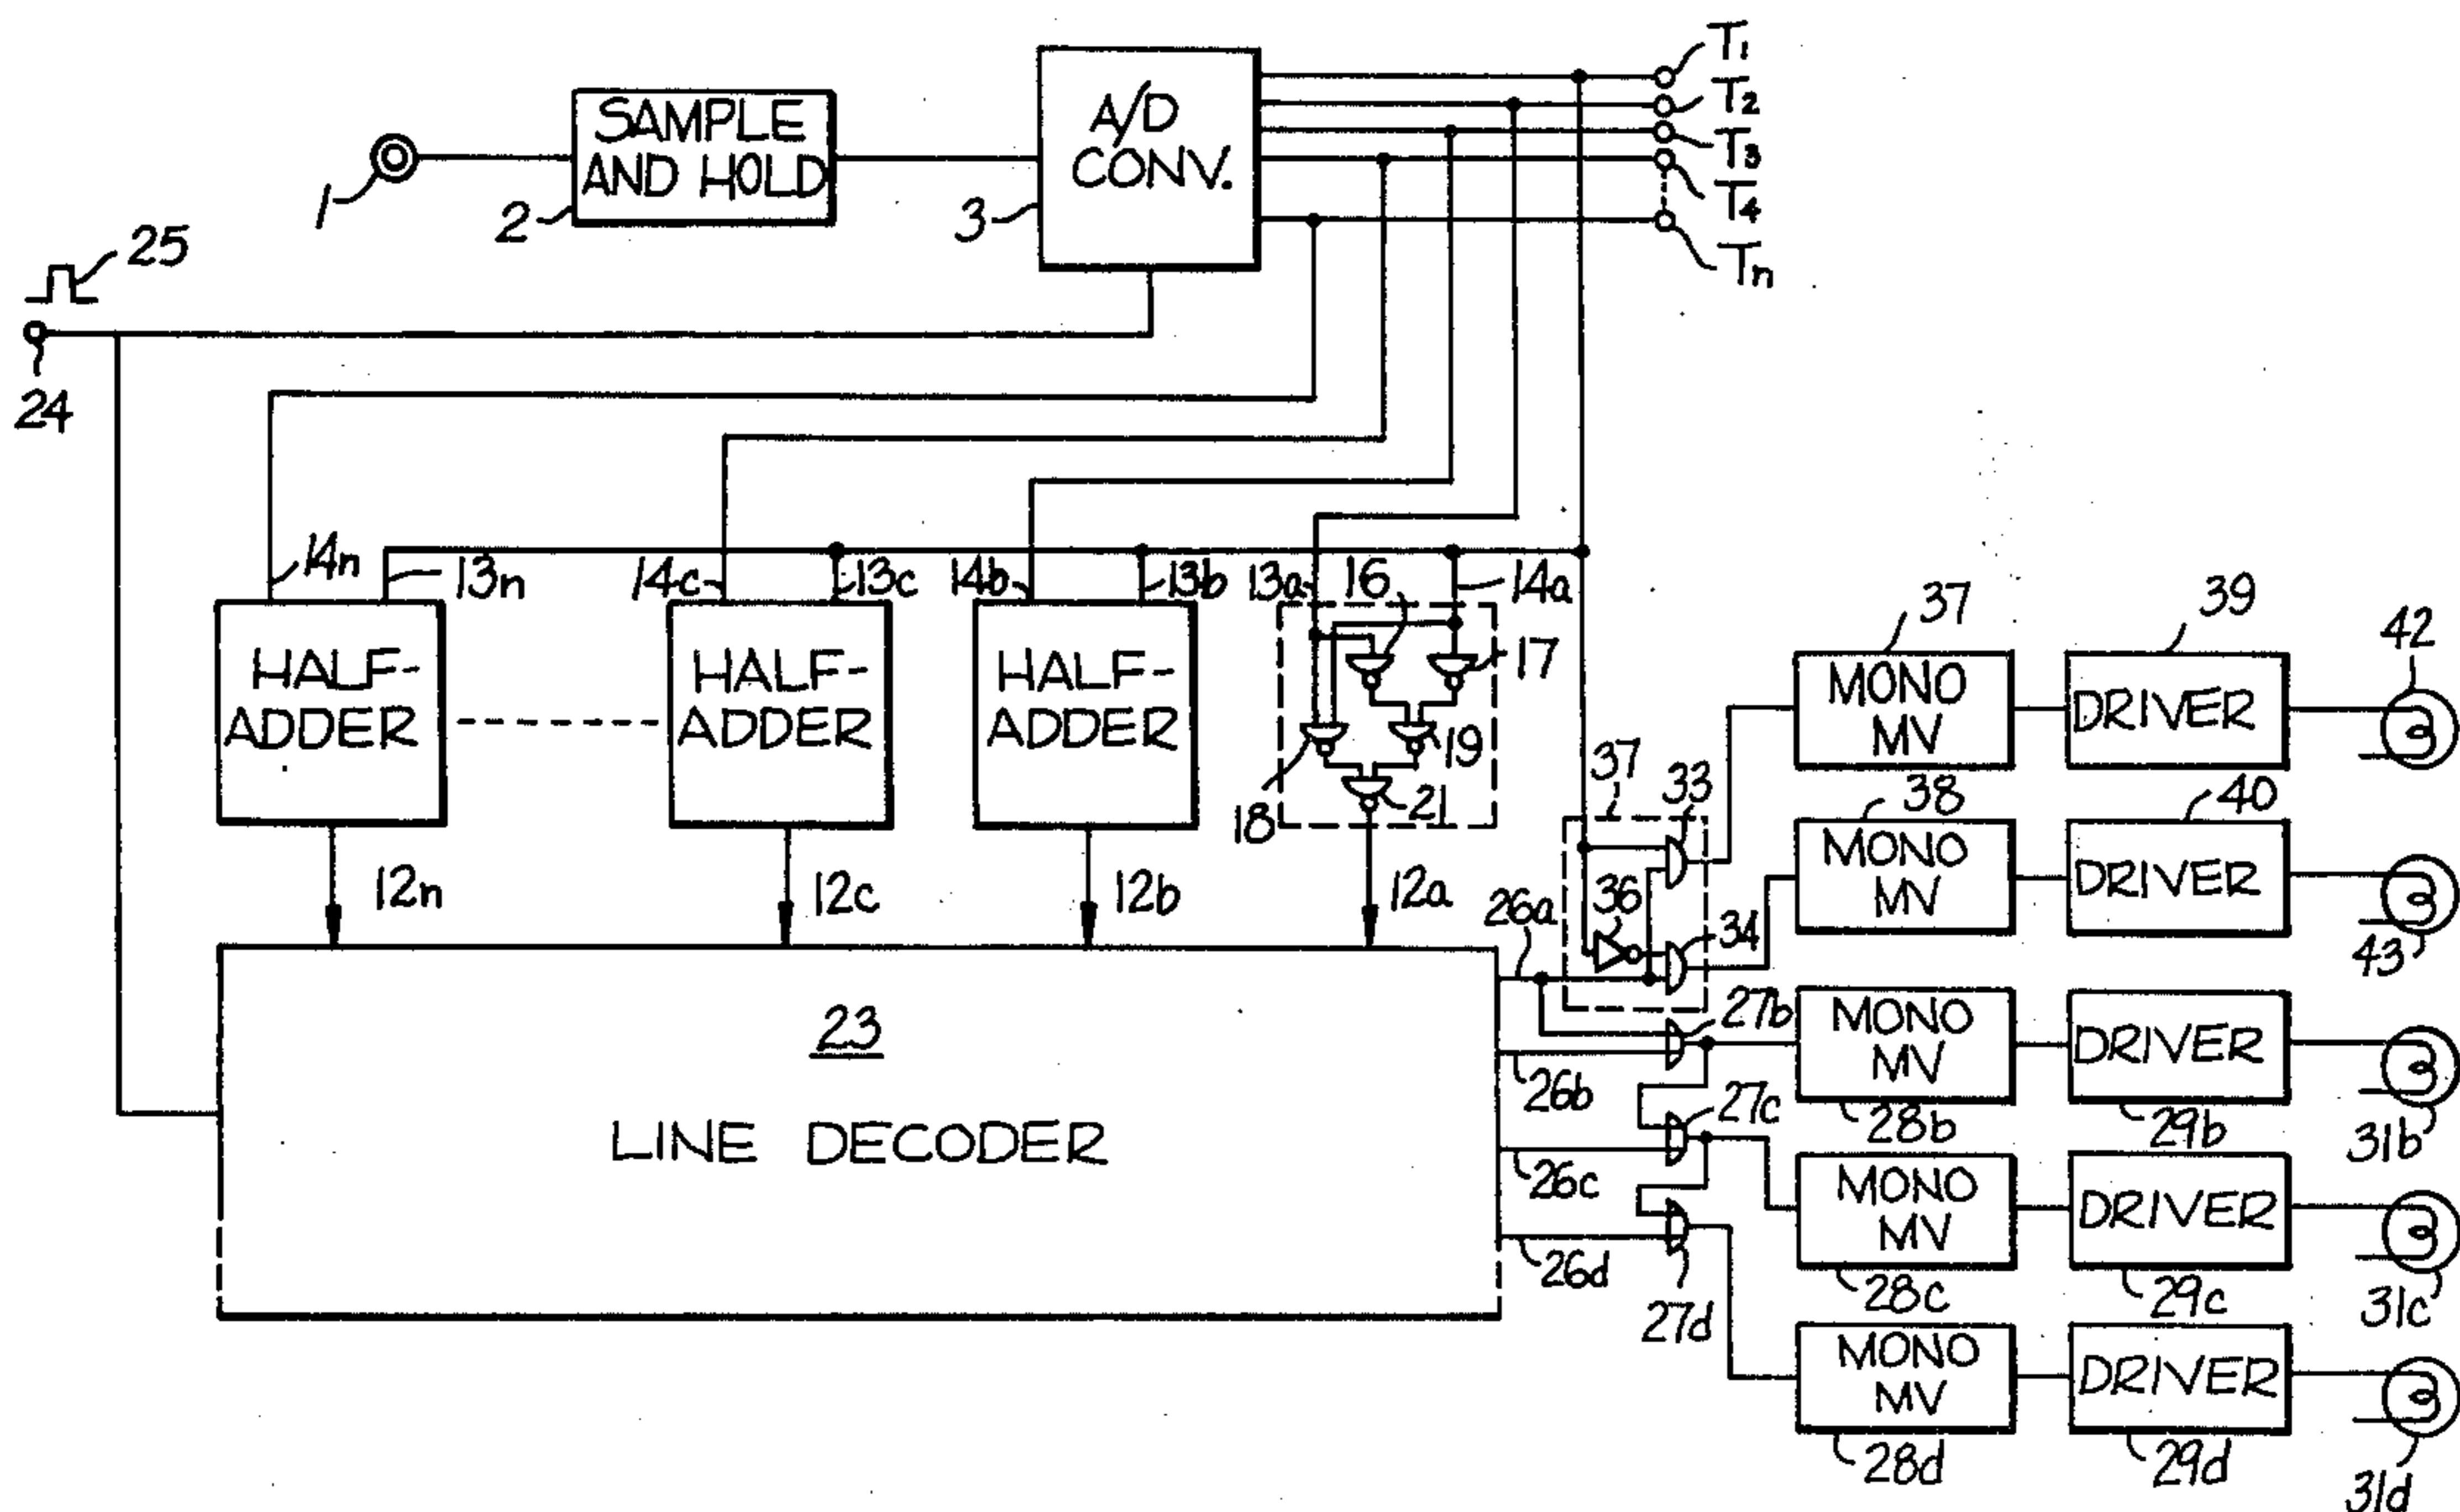 T1
T2
T3
T4
Tn
SAMPLE
AND HOLD
A/D
CONV.
1
2
3
25
24
14n
13n
14c
13c
14b
13b
13a
16
14a
HALF-
ADDER
HALF-
ADDER
HALF-
ADDER
17
18
19
21
37
33
36
34
12n
12c
12b
12a
26a
37
39
42
MONO
MV
DRIVER
38
40
MONO
MV
DRIVER
43
23
LINE DECODER
27b
26b
MONO
MV
DRIVER
28b
29b
31b
27c
26c
MONO
MV
DRIVER
28c
29c
31c
26d
27d
MONO
MV
DRIVER
28d
29d
31d